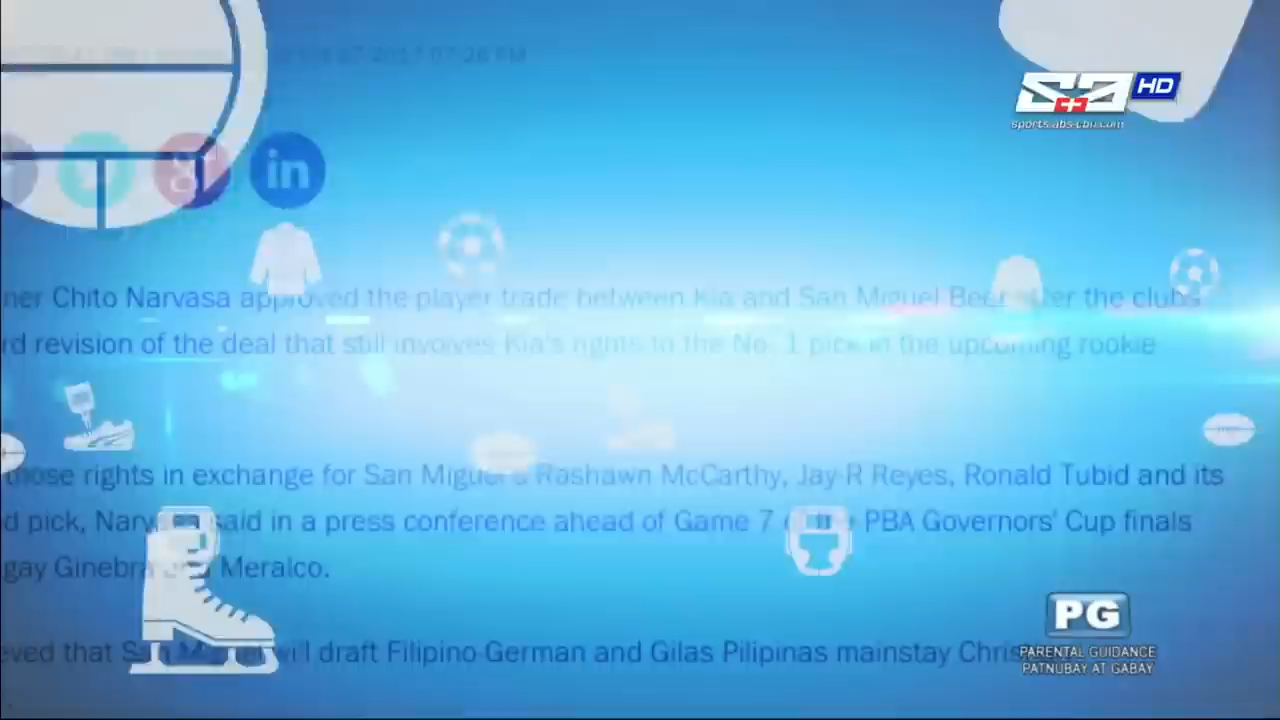 2017 07:26 PM
S+A HD
sports.abs-cbn.com
in
ner Chito Narvasa approved the player trade between Kia and San Miguel Beer after the clubs
rd revision of the deal that still involves Kia's rights to the No. 1 pick in the upcoming rookie
those rights in exchange for San Miguel's Rashawn McCarthy, Jay-R Reyes, Ronald Tubid and its
d pick, Narvasa said in a press conference ahead of Game 7 of the PBA Governors' Cup finals
gay Ginebra and Meralco.
eved that San Miguel will draft Filipino-German and Gilas Pilipinas mainstay Chris
PG
PARENTAL GUIDANCE
PATNUBAY AT GABAY